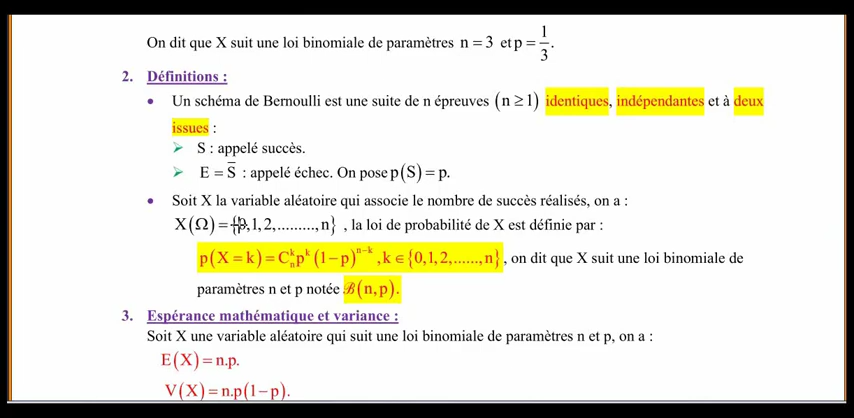 On dit que X suit une loi binomiale de paramètres n = 3 et p = 1/3.
2. Définitions :
• Un schéma de Bernoulli est une suite de n épreuves (n ≥ 1) identiques, indépendantes et à deux
issues :
➢ S : appelé succès.
➢ E = S̅ : appelé échec. On pose p(S) = p.
• Soit X la variable aléatoire qui associe le nombre de succès réalisés, on a :
X(Ω) = {0,1,2,.........,n} , la loi de probabilité de X est définie par :
p(X = k) = Cₙᵏ pᵏ (1 − p)ⁿ⁻ᵏ , k ∈ {0,1,2,......,n} , on dit que X suit une loi binomiale de
paramètres n et p notée ℬ(n,p).
3. Espérance mathématique et variance :
Soit X une variable aléatoire qui suit une loi binomiale de paramètres n et p, on a :
E(X) = n.p.
V(X) = n.p(1 − p).